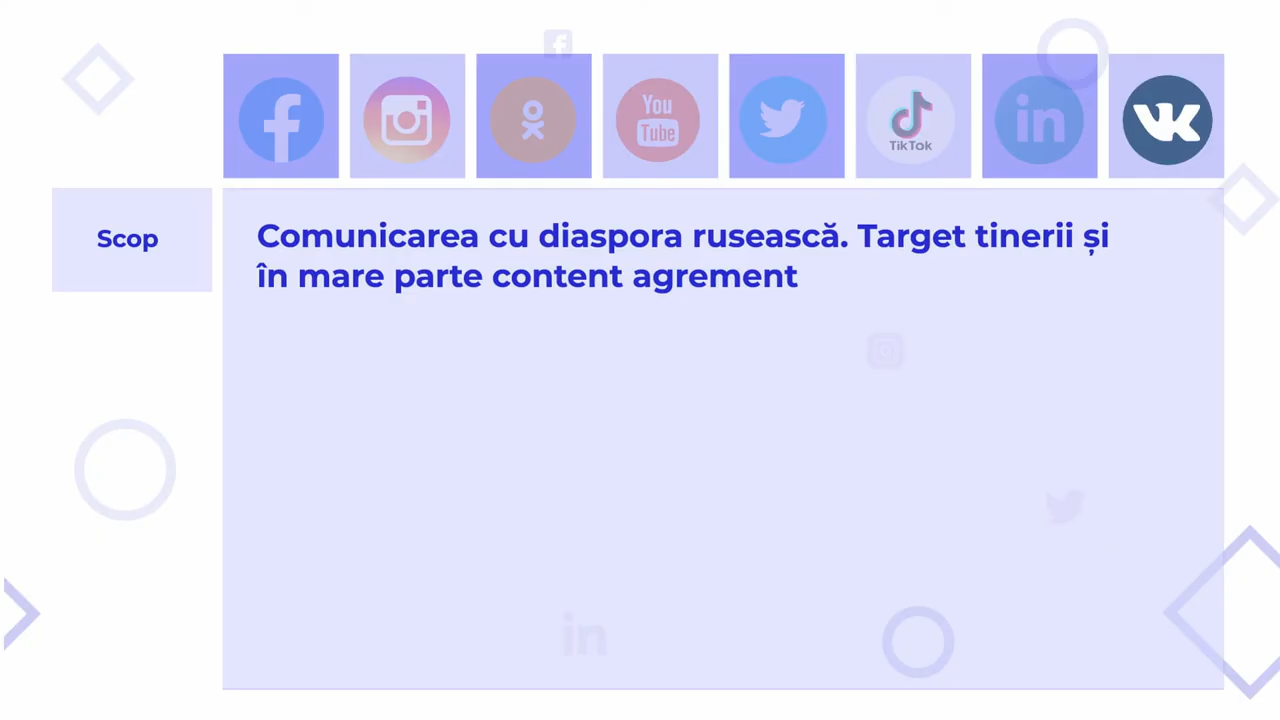 You
Tube
TikTok
Scop
Comunicarea cu diaspora rusească. Target tinerii și
în mare parte content agrement